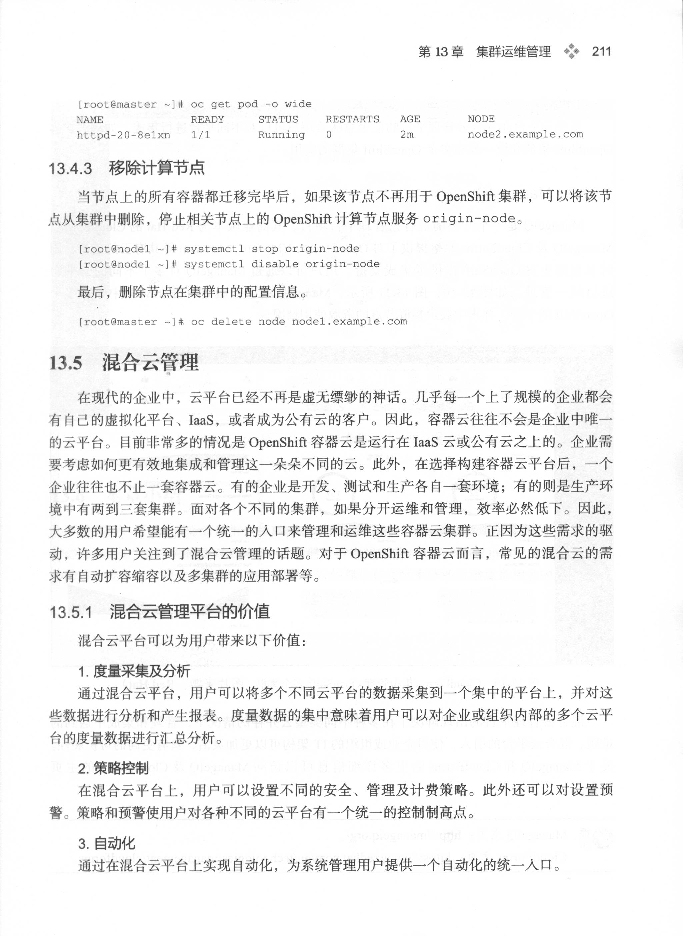 第 13 章 集群运维管理 211
[root@master ~]# oc get pod -o wide
NAME READY STATUS RESTARTS AGE NODE
httpd-20-8e1xn 1/1 Running 0 2m node2.example.com
13.4.3 移除计算节点
当节点上的所有容器都迁移完毕后，如果该节点不再用于 OpenShift 集群，可以将该节
点从集群中删除，停止相关节点上的 OpenShift 计算节点服务 origin-node。
[root@node1 ~]# systemctl stop origin-node
[root@node1 ~]# systemctl disable origin-node
最后，删除节点在集群中的配置信息。
[root@master ~]# oc delete node node1.example.com
13.5 混合云管理
在现代的企业中，云平台已经不再是虚无缥缈的神话。几乎每一个上了规模的企业都会
有自己的虚拟化平台、IaaS，或者成为公有云的客户。因此，容器云往往不会是企业中唯一
的云平台。目前非常多的情况是 OpenShift 容器云是运行在 IaaS 云或公有云之上的。企业需
要考虑如何更有效地集成和管理这一朵朵不同的云。此外，在选择构建容器云平台后，一个
企业往往也不止一套容器云。有的企业是开发、测试和生产各自一套环境；有的则是生产环
境中有两到三套集群。面对各个不同的集群，如果分开运维和管理，效率必然低下。因此，
大多数的用户希望能有一个统一的入口来管理和运维这些容器云集群。正因为这些需求的驱
动，许多用户关注到了混合云管理的话题。对于 OpenShift 容器云而言，常见的混合云的需
求有自动扩容缩容以及多集群的应用部署等。
13.5.1 混合云管理平台的价值
混合云平台可以为用户带来以下价值：
1. 度量采集及分析
通过混合云平台，用户可以将多个不同云平台的数据采集到一个集中的平台上，并对这
些数据进行分析和产生报表。度量数据的集中意味着用户可以对企业或组织内部的多个云平
台的度量数据进行汇总分析。
2. 策略控制
在混合云平台上，用户可以设置不同的安全、管理及计费策略。此外还可以对设置预
警。策略和预警使用户对各种不同的云平台有一个统一的控制制高点。
3. 自动化
通过在混合云平台上实现自动化，为系统管理用户提供一个自动化的统一入口。